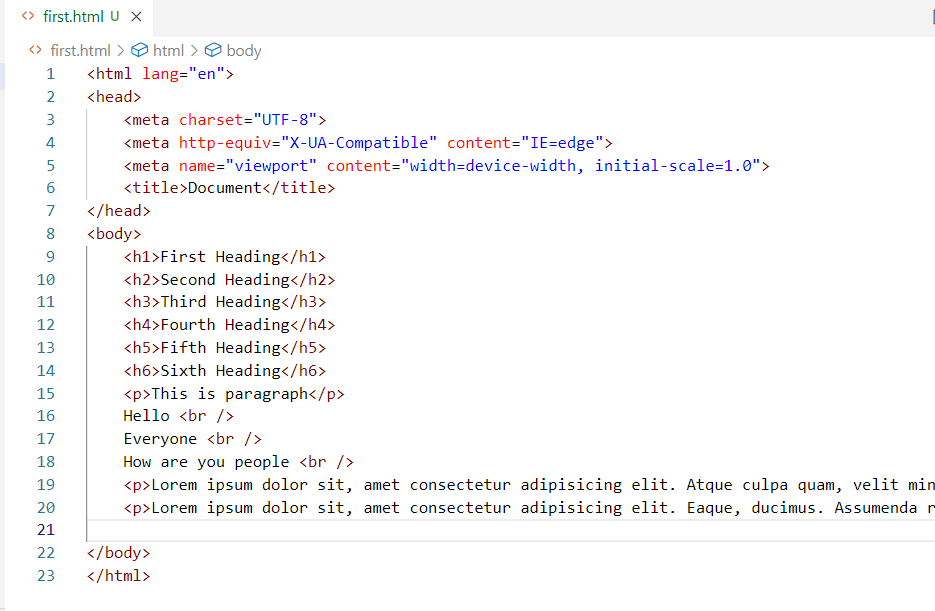 first.html U
first.html > html > body
1 <html lang="en">
2 <head>
3     <meta charset="UTF-8">
4     <meta http-equiv="X-UA-Compatible" content="IE=edge">
5     <meta name="viewport" content="width=device-width, initial-scale=1.0">
6     <title>Document</title>
7 </head>
8 <body>
9     <h1>First Heading</h1>
10     <h2>Second Heading</h2>
11     <h3>Third Heading</h3>
12     <h4>Fourth Heading</h4>
13     <h5>Fifth Heading</h5>
14     <h6>Sixth Heading</h6>
15     <p>This is paragraph</p>
16     Hello <br />
17     Everyone <br />
18     How are you people <br />
19     <p>Lorem ipsum dolor sit, amet consectetur adipisicing elit. Atque culpa quam, velit min
20     <p>Lorem ipsum dolor sit, amet consectetur adipisicing elit. Eaque, ducimus. Assumenda r
21
22 </body>
23 </html>